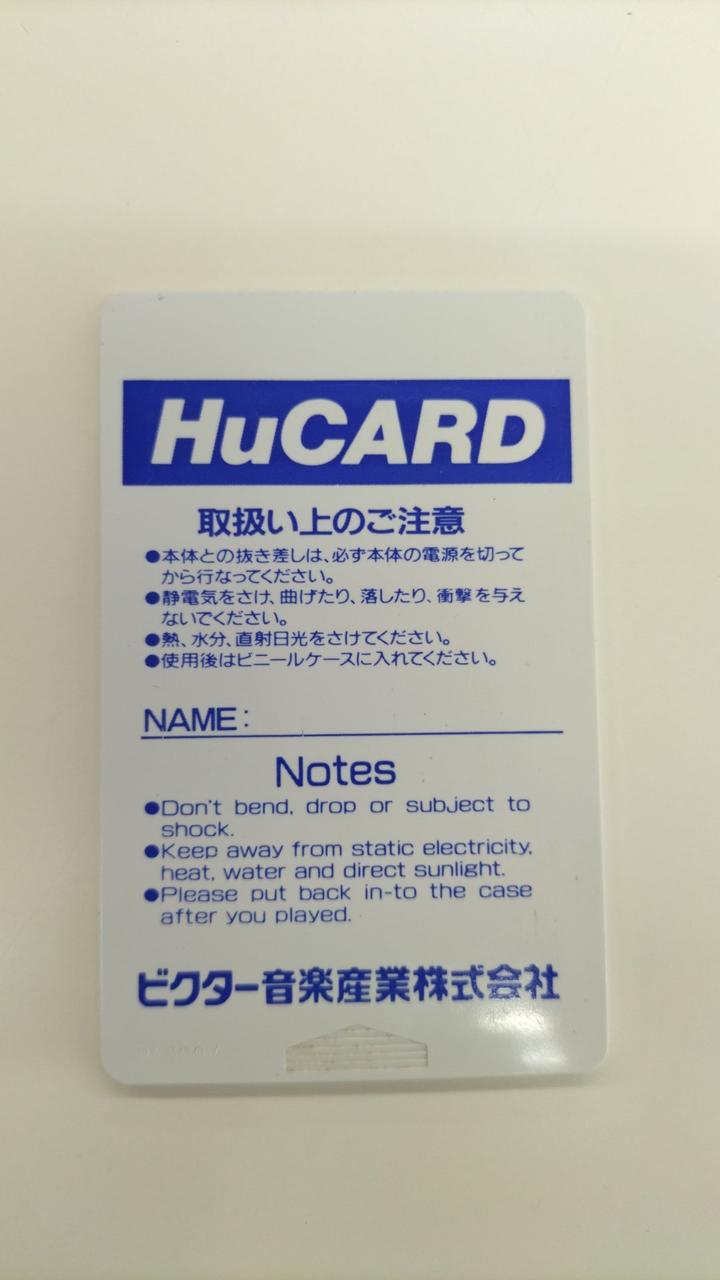 HuCARD
取扱い上のご注意
●本体との抜き差しは、必ず本体の電源を切って
から行なってください。
●静電気をさけ、曲げたり、落したり、衝撃を与え
ないでください。
●熱、水分、直射日光をさけてください。
●使用後はビニールケースに入れてください。
NAME:
Notes
●Don't bend, drop or subject to
shock.
●Keep away from static electricity,
heat, water and direct sunlight.
●Please put back in-to the case
after you played.
ビクター音楽産業株式会社